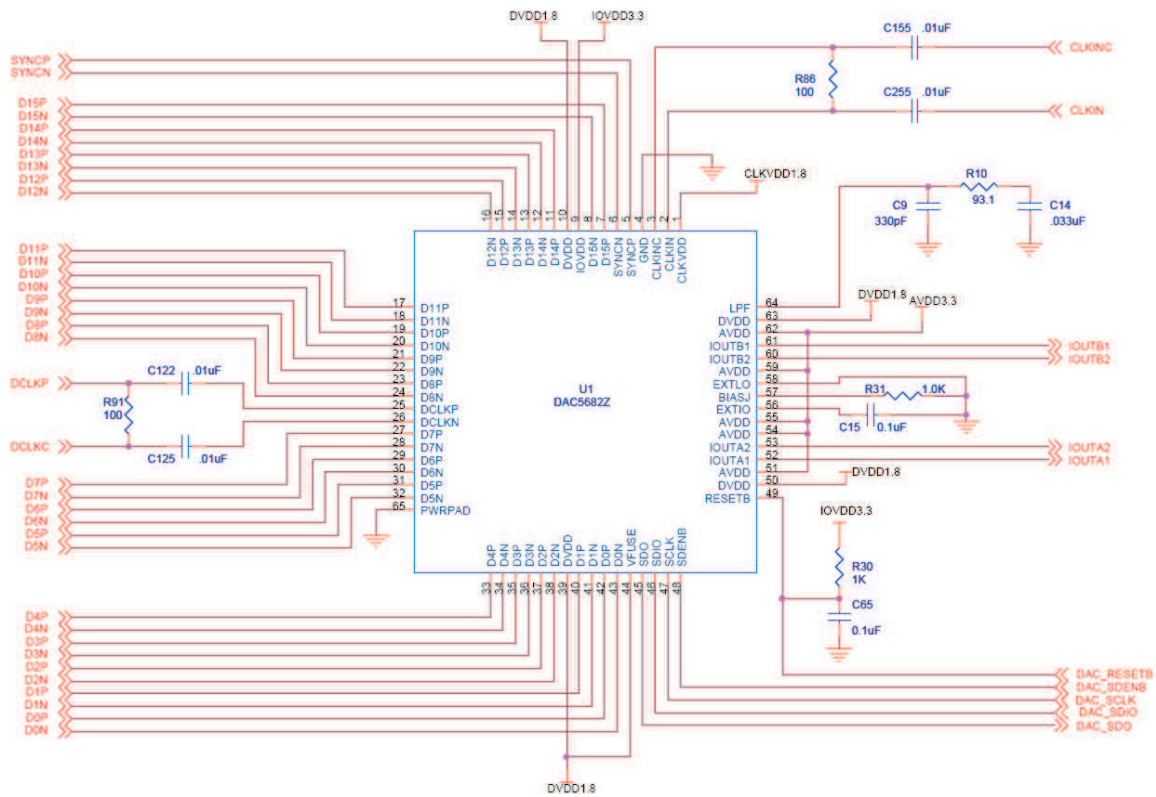 DVDD1.8
IOVDD3.3
C155 .01uF
CLKINC
SYNCP
SYNCN
R86
100
C255 .01uF
CLKIN
D15P
D15N
D14P
D14N
D13P
D13N
D12P
D12N
CLKVDD1.8
R10
93.1
C9
330pF
C14
.033uF
16 15 14 13 12 11 10 9 8 7 6 5 4 3 2 1
D12N D12P D13N D13P D14N D14P DVDD IOVDD D15N D15P SYNCN SYNCP GND CLKINC CLKIN CLKVDD
D11P
D11N
D10P
D10N
D9P
D9N
D8P
D8N
17 D11P
18 D11N
19 D10P
20 D10N
21 D9P
22 D9N
23 D8P
24 D8N
25 DCLKP
26 DCLKN
27 D7P
28 D7N
29 D6P
30 D6N
31 D5P
32 D5N
65 PWRPAD
C122 .01uF
DCLKP
R91
100
DCLKC
C125 .01uF
D7P
D7N
D6P
D6N
D5P
D5N
U1
DAC5682Z
LPF 64
DVDD 63
AVDD 62
IOUTB1 61
IOUTB2 60
AVDD 59
EXTLO 58
BIASJ 57
EXTIO 56
AVDD 55
AVDD 54
IOUTA2 53
IOUTA1 52
AVDD 51
DVDD 50
RESETB 49
DVDD1.8
AVDD3.3
IOUTB1
IOUTB2
R31 1.0K
C15 0.1uF
IOUTA2
IOUTA1
DVDD1.8
IOVDD3.3
R30
1K
C65
0.1uF
D4P D4N D3P D3N D2P D2N DVDD D1P D1N D0P D0N VFUSE SDO SDIO SCLK SDENB
33 34 35 36 37 38 39 40 41 42 43 44 45 46 47 48
D4P
D4N
D3P
D3N
D2P
D2N
D1P
D1N
D0P
D0N
DAC_RESETB
DAC_SDENB
DAC_SCLK
DAC_SDIO
DAC_SDO
DVDD1.8